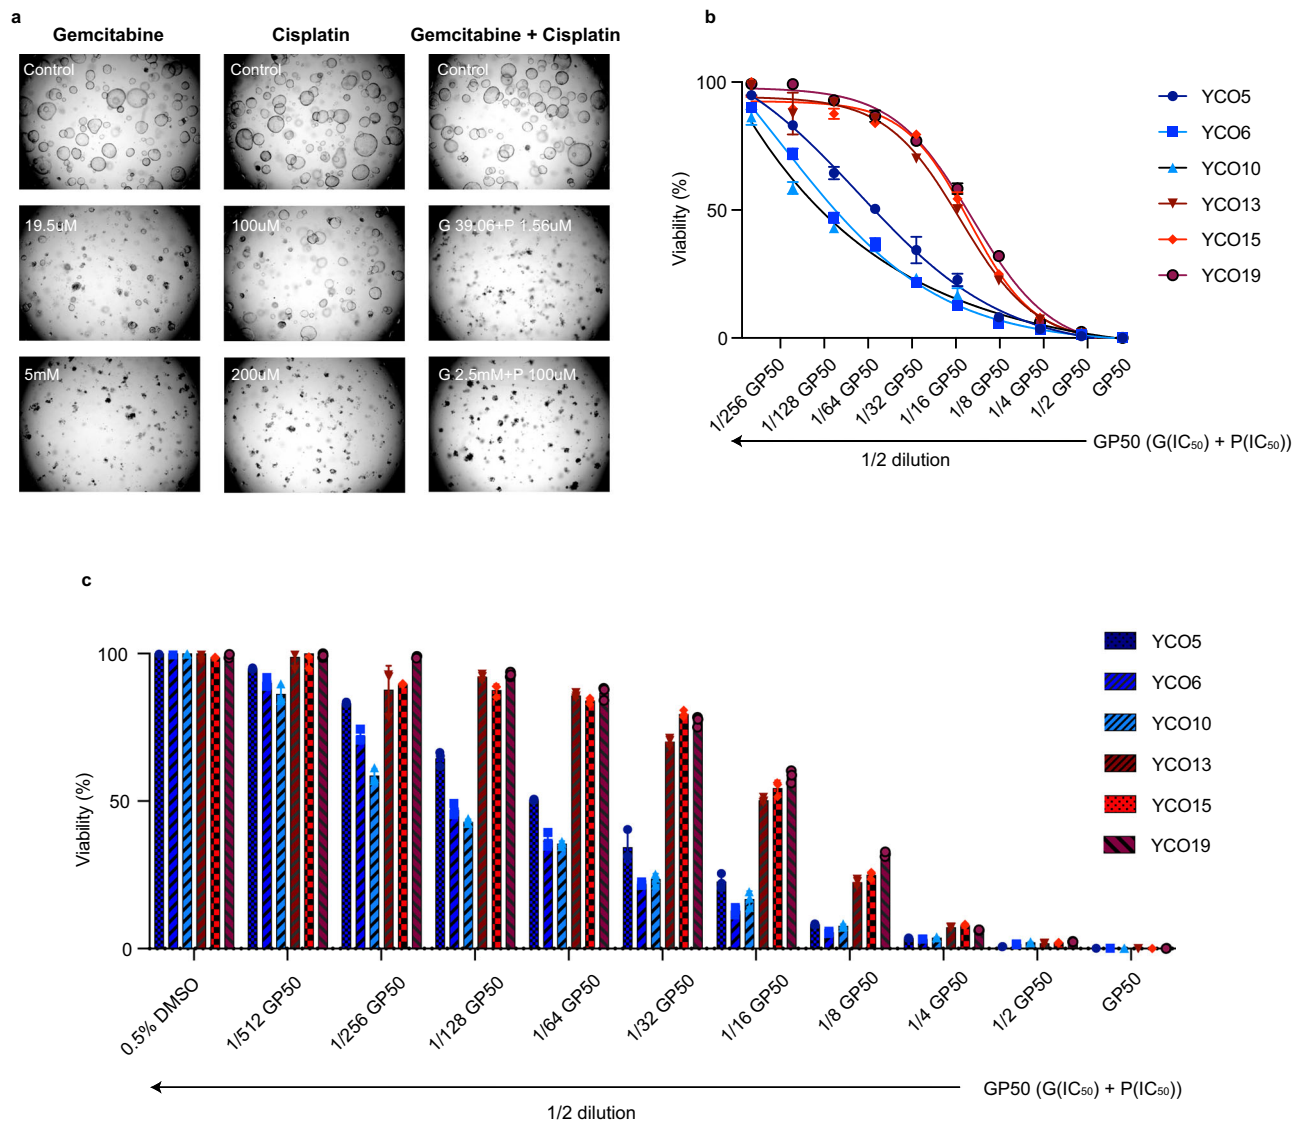 a
Gemcitabine
Cisplatin
Gemcitabine + Cisplatin
Control
Control
Control
19.5uM
100uM
G 39.06+P 1.56uM
5mM
200uM
G 2.5mM+P 100uM
b
100
50
0
Viability (%)
1/256 GP50
1/128 GP50
1/64 GP50
1/32 GP50
1/16 GP50
1/8 GP50
1/4 GP50
1/2 GP50
GP50
GP50 (G(IC₅₀) + P(IC₅₀))
1/2 dilution
YCO5
YCO6
YCO10
YCO13
YCO15
YCO19
c
100
50
0
Viability (%)
0.5% DMSO
1/512 GP50
1/256 GP50
1/128 GP50
1/64 GP50
1/32 GP50
1/16 GP50
1/8 GP50
1/4 GP50
1/2 GP50
GP50
GP50 (G(IC₅₀) + P(IC₅₀))
1/2 dilution
YCO5
YCO6
YCO10
YCO13
YCO15
YCO19